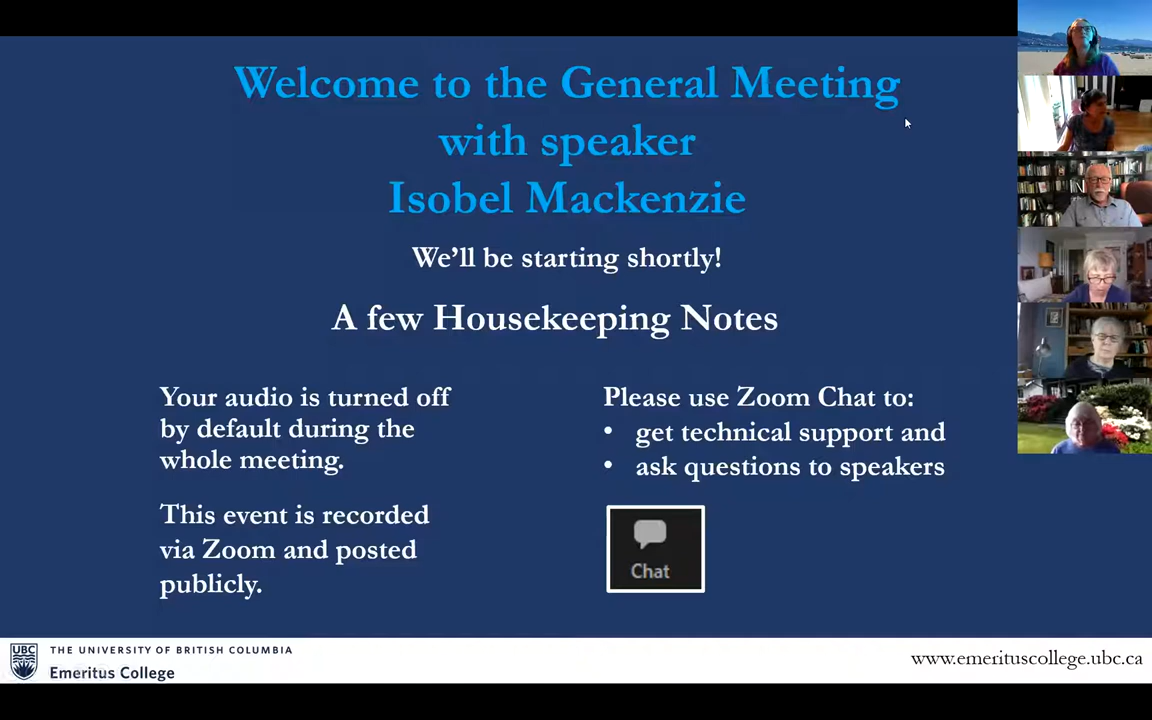 Welcome to the General Meeting
with speaker
Isobel Mackenzie
We'll be starting shortly!
A few Housekeeping Notes
Your audio is turned off
by default during the
whole meeting.
This event is recorded
via Zoom and posted
publicly.
Please use Zoom Chat to:
• get technical support and
• ask questions to speakers
Chat
UBC
THE UNIVERSITY OF BRITISH COLUMBIA
Emeritus College
www.emerituscollege.ubc.ca